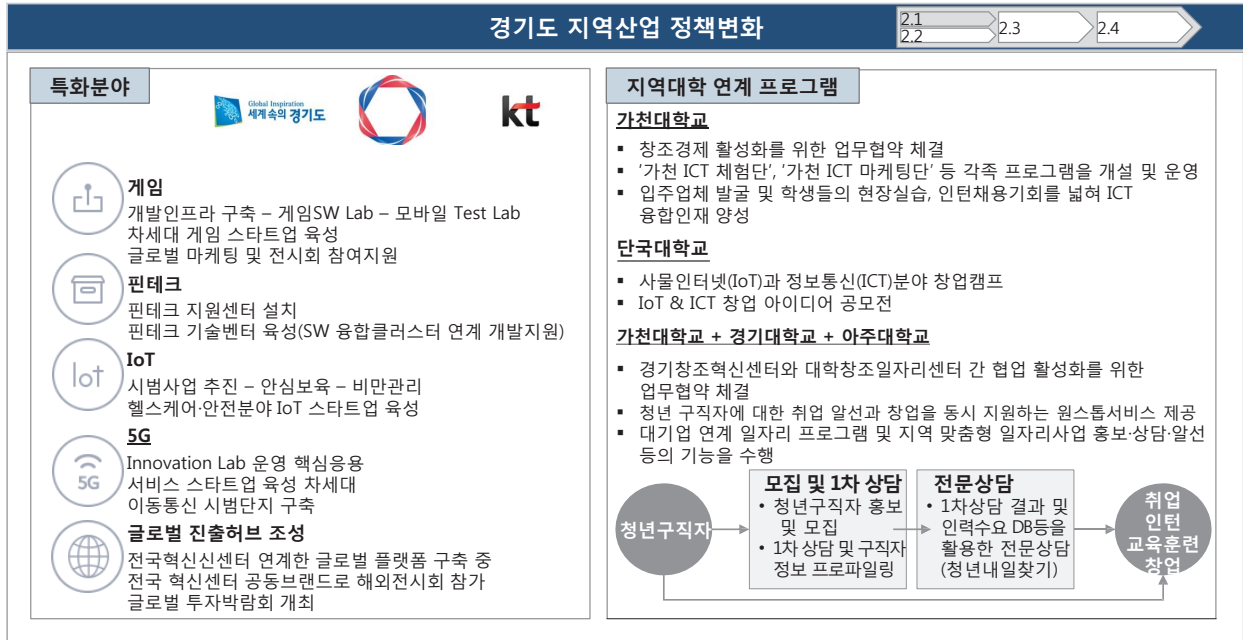 경기도 지역산업 정책변화
2.1
2.2
2.3
2.4
특화분야
Global Inspiration
세계속의 경기도
kt
게임
개발인프라 구축 – 게임SW Lab – 모바일 Test Lab
차세대 게임 스타트업 육성
글로벌 마케팅 및 전시회 참여지원
핀테크
핀테크 지원센터 설치
핀테크 기술벤터 육성(SW 융합클러스터 연계 개발지원)
IoT
IoT
시범사업 추진 – 안심보육 – 비만관리
헬스케어·안전분야 IoT 스타트업 육성
5G
5G
Innovation Lab 운영 핵심응용
서비스 스타트업 육성 차세대
이동통신 시범단지 구축
글로벌 진출허브 조성
전국혁신신센터 연계한 글로벌 플랫폼 구축 중
전국 혁신센터 공동브랜드로 해외전시회 참가
글로벌 투자박람회 개최
지역대학 연계 프로그램
가천대학교
▪ 창조경제 활성화를 위한 업무협약 체결
▪ '가천 ICT 체험단', '가천 ICT 마케팅단' 등 각족 프로그램을 개설 및 운영
▪ 입주업체 발굴 및 학생들의 현장실습, 인턴채용기회를 넓혀 ICT
융합인재 양성
단국대학교
▪ 사물인터넷(IoT)과 정보통신(ICT)분야 창업캠프
▪ IoT & ICT 창업 아이디어 공모전
가천대학교 + 경기대학교 + 아주대학교
▪ 경기창조혁신센터와 대학창조일자리센터 간 협업 활성화를 위한
업무협약 체결
▪ 청년 구직자에 대한 취업 알선과 창업을 동시 지원하는 원스톱서비스 제공
▪ 대기업 연계 일자리 프로그램 및 지역 맞춤형 일자리사업 홍보·상담·알선
등의 기능을 수행
청년구직자
모집 및 1차 상담
• 청년구직자 홍보
및 모집
• 1차 상담 및 구직자
정보 프로파일링
전문상담
• 1차상담 결과 및
인력수요 DB등을
활용한 전문상담
(청년내일찾기)
취업
인턴
교육훈련
창업